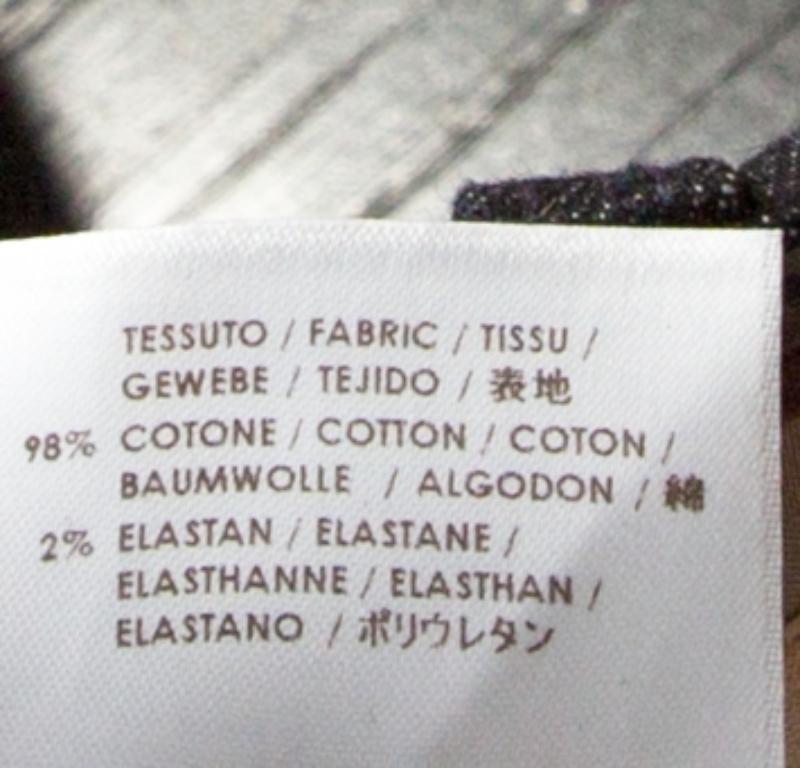 TESSUTO / FABRIC / TISSU /
GEWEBE / TEJIDO / 表地
98% COTONE / COTTON / COTON /
BAUMWOLLE / ALGODON / 綿
2% ELASTAN / ELASTANE /
ELASTHANNE / ELASTHAN /
ELASTANO / ポリウレタン